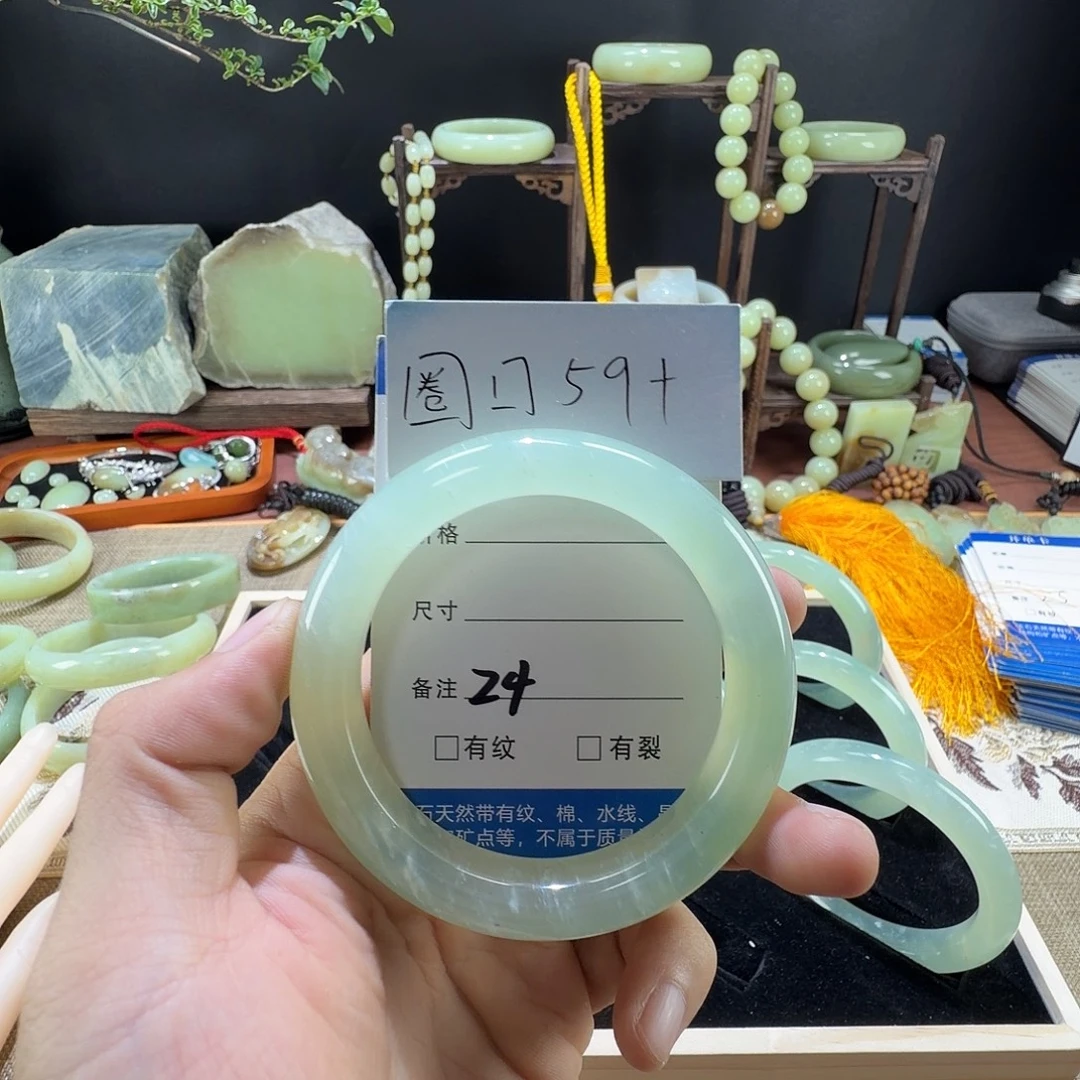 圈口59+
格
尺寸
备注 24
□有纹 □有裂
石天然带有纹、棉、水线、
矿点等，不属于质量